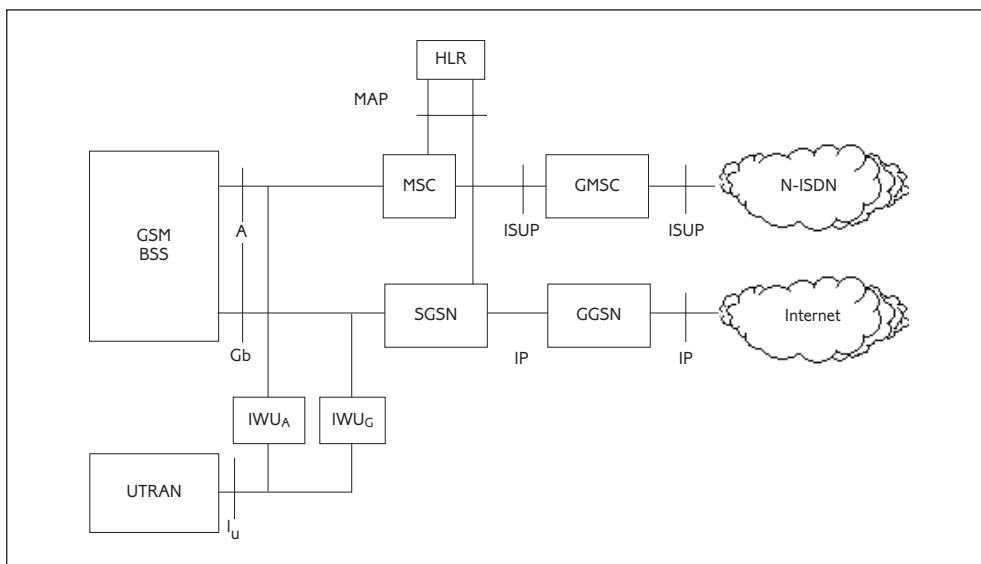 HLR
MAP
MSC
GMSC
N-ISDN
GSM
BSS
A
ISUP
ISUP
SGSN
GGSN
Internet
Gb
IP
IP
IWUA
IWUG
UTRAN
Iu